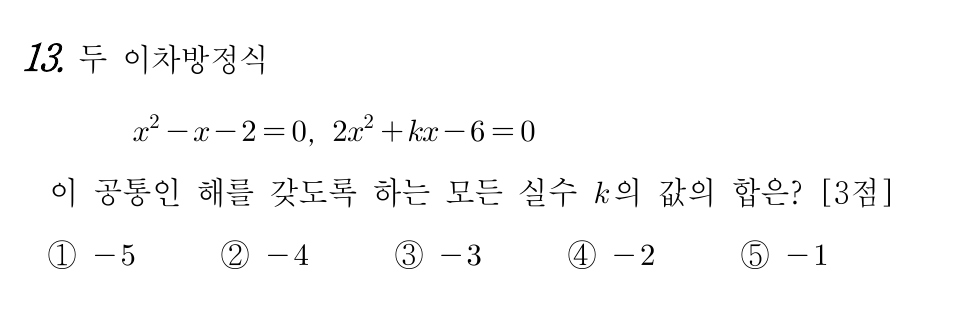 13. 두 이차방정식
x² − x − 2 = 0, 2x² + kx − 6 = 0
이 공통인 해를 갖도록 하는 모든 실수 k의 값의 합은? [3점]
① −5 ② −4 ③ −3 ④ −2 ⑤ −1